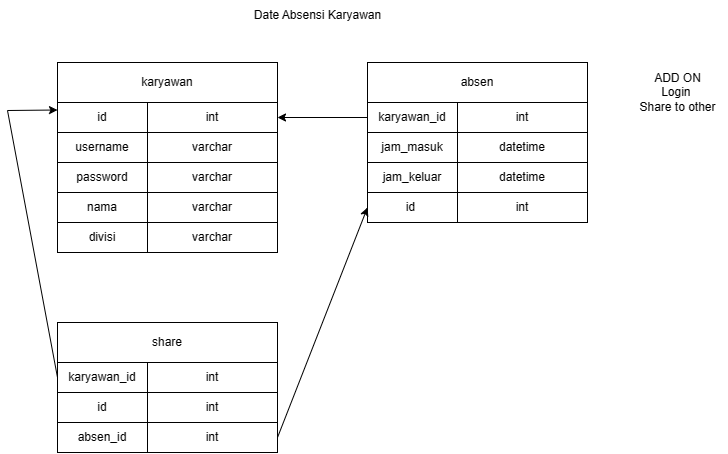 Date Absensi Karyawan
karyawan
id int
username varchar
password varchar
nama varchar
divisi varchar
absen
karyawan_id int
jam_masuk datetime
jam_keluar datetime
id int
ADD ON
Login
Share to other
share
karyawan_id int
id int
absen_id int